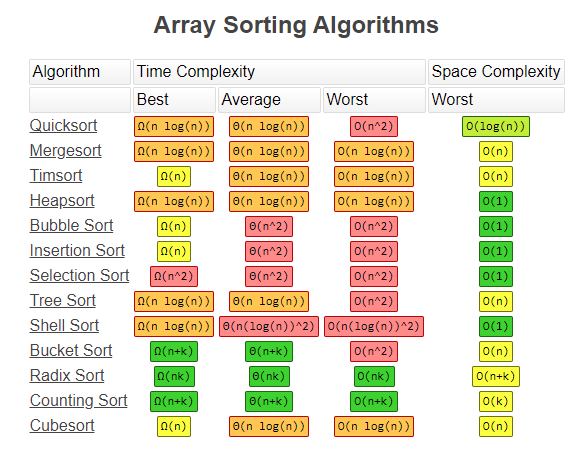 Array Sorting Algorithms
Algorithm Time Complexity Space Complexity
Best Average Worst Worst
Quicksort Ω(n log(n)) Θ(n log(n)) O(n^2) O(log(n))
Mergesort Ω(n log(n)) Θ(n log(n)) O(n log(n)) O(n)
Timsort Ω(n) Θ(n log(n)) O(n log(n)) O(n)
Heapsort Ω(n log(n)) Θ(n log(n)) O(n log(n)) O(1)
Bubble Sort Ω(n) Θ(n^2) O(n^2) O(1)
Insertion Sort Ω(n) Θ(n^2) O(n^2) O(1)
Selection Sort Ω(n^2) Θ(n^2) O(n^2) O(1)
Tree Sort Ω(n log(n)) Θ(n log(n)) O(n^2) O(n)
Shell Sort Ω(n log(n)) Θ(n(log(n))^2) O(n(log(n))^2) O(1)
Bucket Sort Ω(n+k) Θ(n+k) O(n^2) O(n)
Radix Sort Ω(nk) Θ(nk) O(nk) O(n+k)
Counting Sort Ω(n+k) Θ(n+k) O(n+k) O(k)
Cubesort Ω(n) Θ(n log(n)) O(n log(n)) O(n)